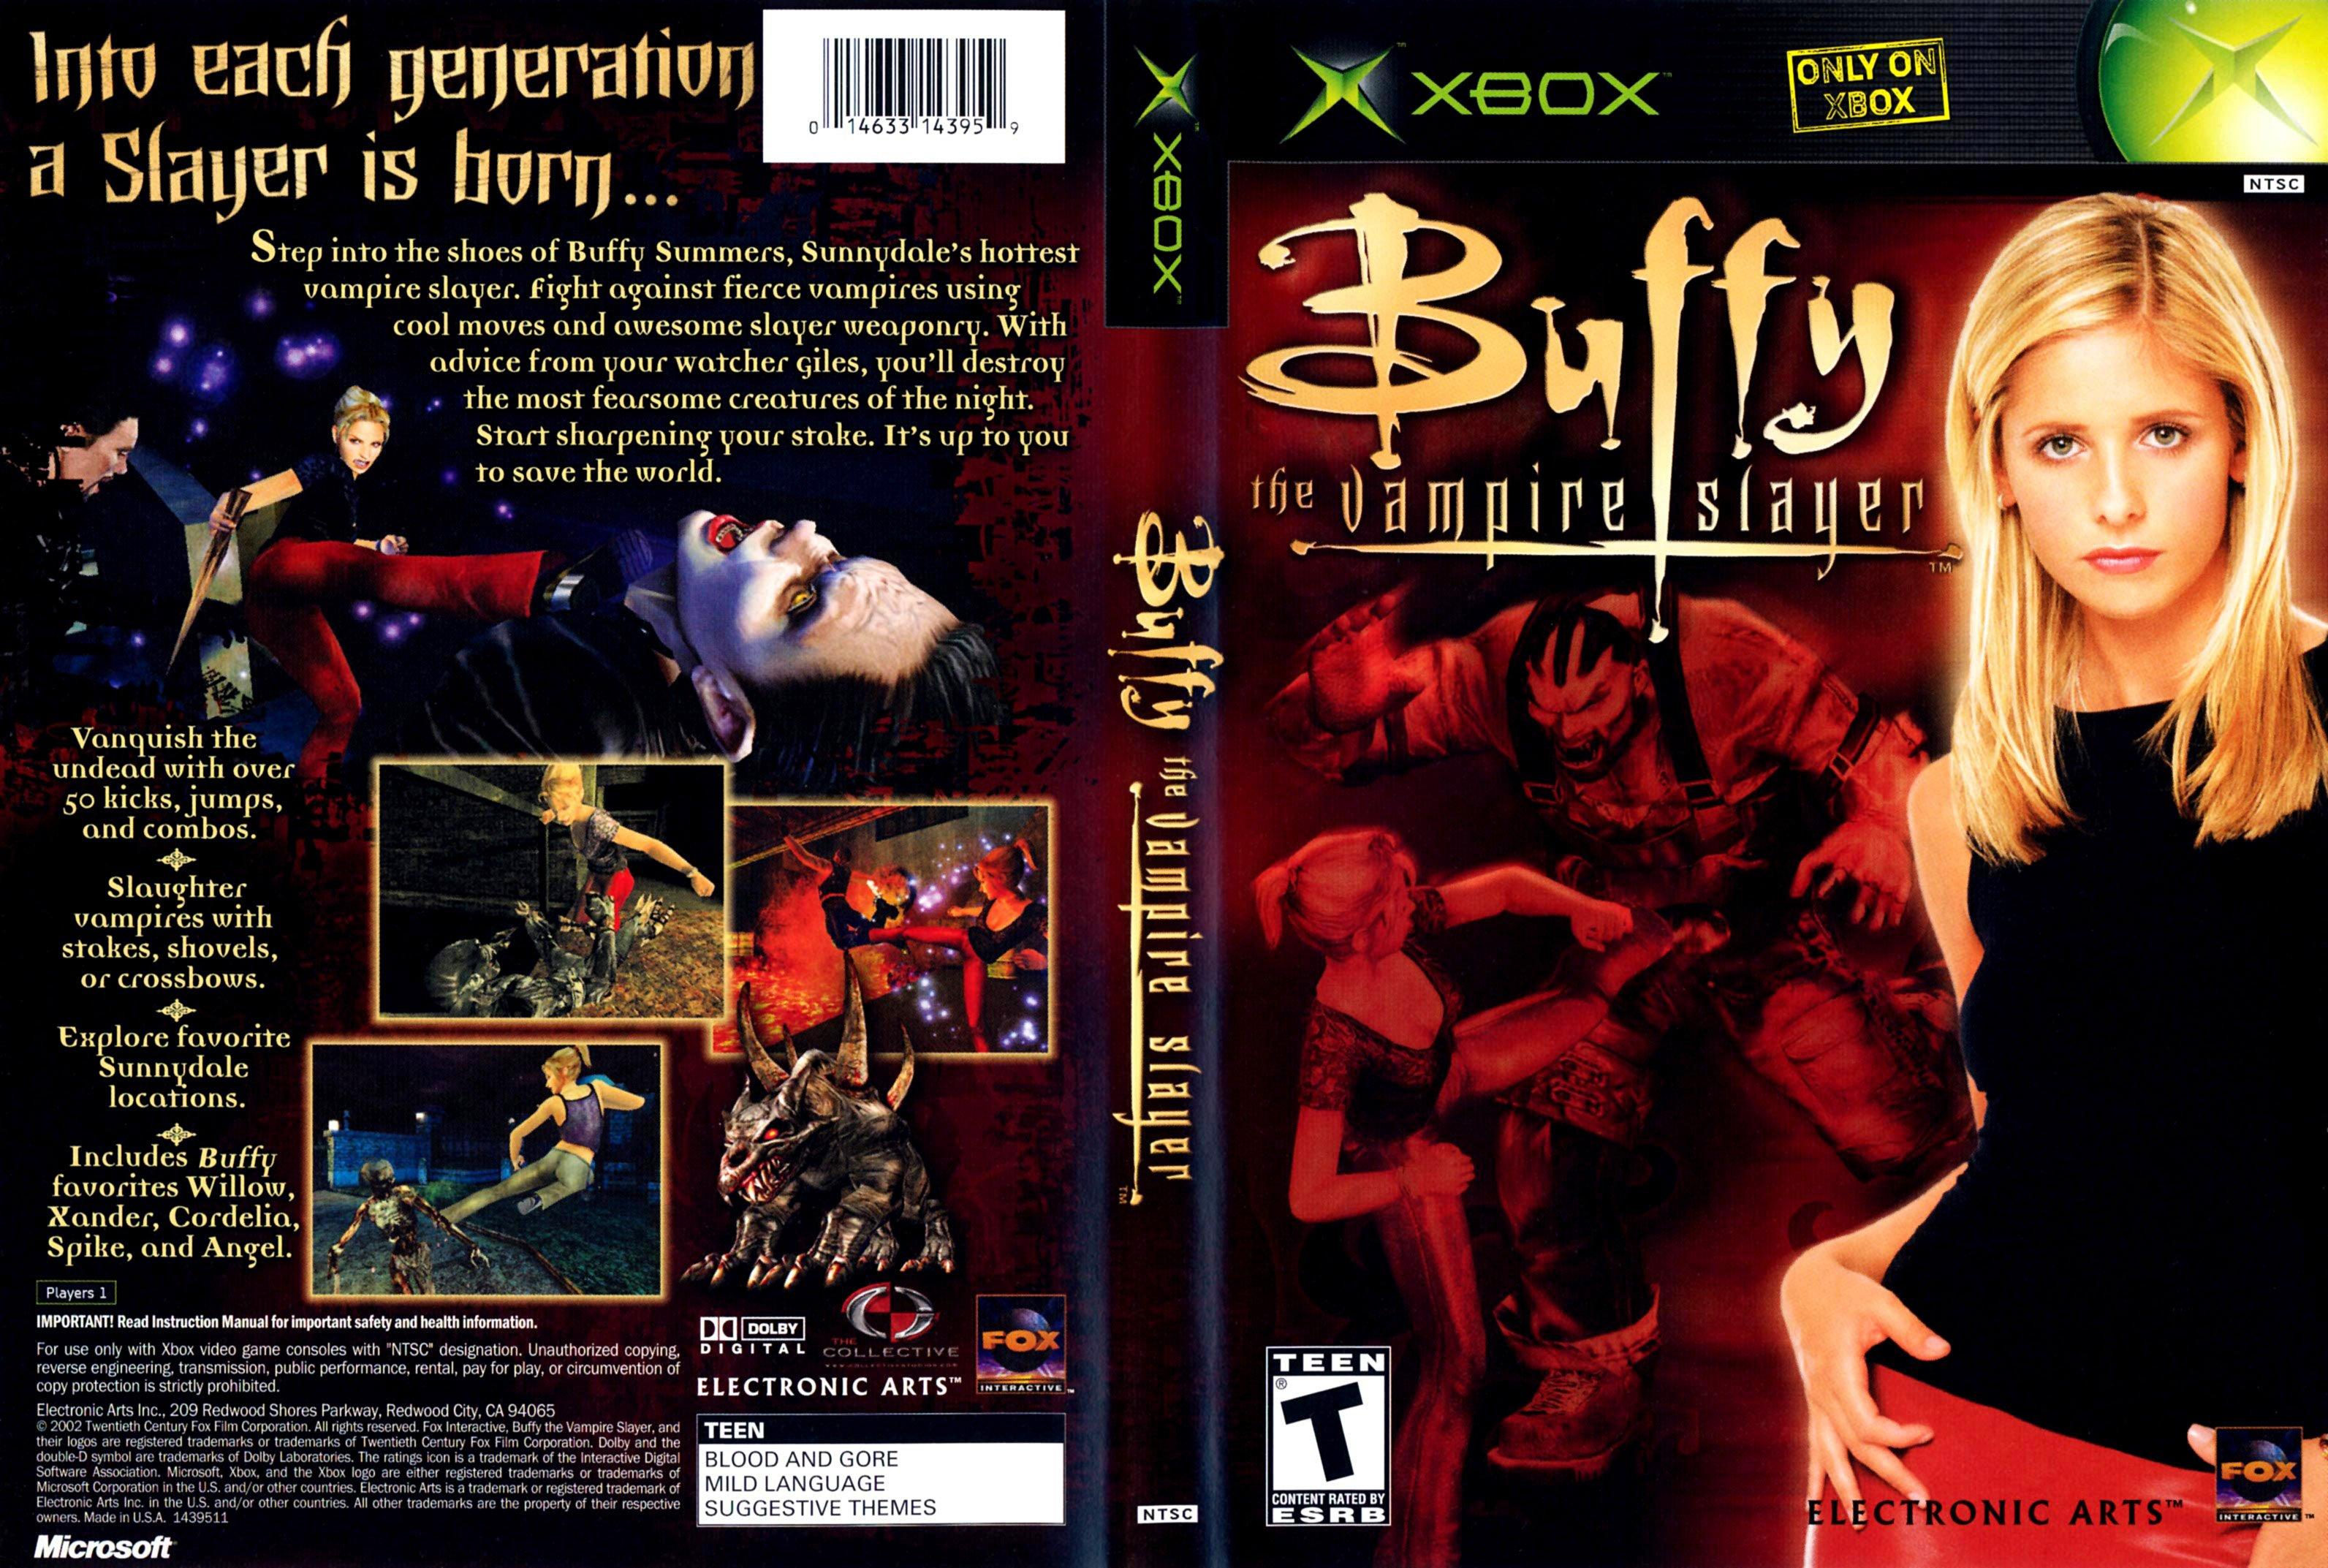 Into each generation
a Slayer is born...
0 14633 14395 9
Step into the shoes of Buffy Summers, Sunnydale's hottest
vampire slayer. Fight against fierce vampires using
cool moves and awesome slayer weaponry. With
advice from your watcher Giles, you'll destroy
the most fearsome creatures of the night.
Start sharpening your stake. It's up to you
to save the world.
Vanquish the
undead with over
50 kicks, jumps,
and combos.
Slaughter
vampires with
stakes, shovels,
or crossbows.
Explore favorite
Sunnydale
locations.
Includes Buffy
favorites Willow,
Xander, Cordelia,
Spike, and Angel.
Players 1
IMPORTANT! Read Instruction Manual for important safety and health information.
For use only with Xbox video game consoles with "NTSC" designation. Unauthorized copying,
reverse engineering, transmission, public performance, rental, pay for play, or circumvention of
copy protection is strictly prohibited.
Electronic Arts Inc., 209 Redwood Shores Parkway, Redwood City, CA 94065
© 2002 Twentieth Century Fox Film Corporation. All rights reserved. Fox Interactive, Buffy the Vampire Slayer, and
their logos are registered trademarks or trademarks of Twentieth Century Fox Film Corporation. Dolby and the
double-D symbol are trademarks of Dolby Laboratories. The ratings icon is a trademark of the Interactive Digital
Software Association. Microsoft, Xbox, and the Xbox logo are either registered trademarks or trademarks of
Microsoft Corporation in the U.S. and/or other countries. Electronic Arts is a trademark or registered trademark of
Electronic Arts Inc. in the U.S. and/or other countries. All other trademarks are the property of their respective
owners. Made in U.S.A. 1439511
Microsoft
DOLBY
DIGITAL
THE
COLLECTIVE
FOX
INTERACTIVE™
ELECTRONIC ARTS™
TEEN
BLOOD AND GORE
MILD LANGUAGE
SUGGESTIVE THEMES
XBOX™
Buffy the vampire slayer™
NTSC
XBOX™
ONLY ON
XBOX
NTSC
Buffy
the vampire slayer™
TEEN
T®
CONTENT RATED BY
ESRB
ELECTRONIC ARTS™
FOX
INTERACTIVE™